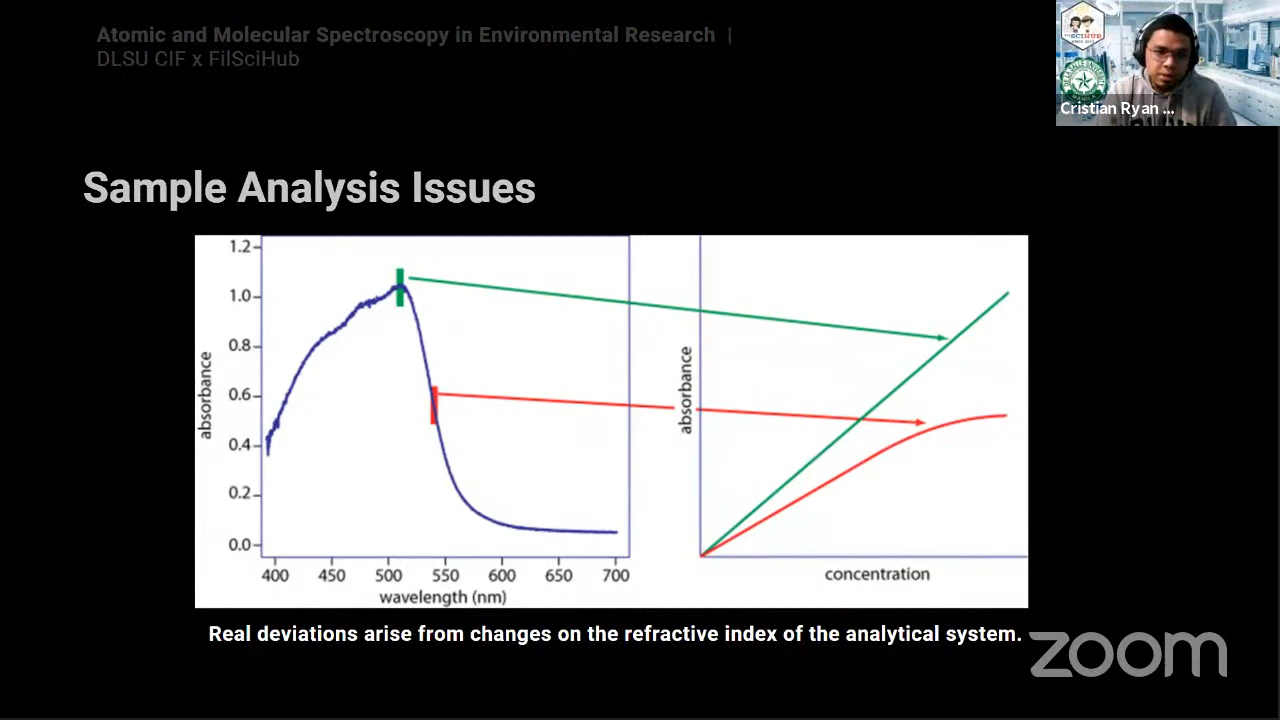 Atomic and Molecular Spectroscopy in Environmental Research |
DLSU CIF x FilSciHub
SCIHUB
Cristian Ryan ...
Sample Analysis Issues
1.2
1.0
0.8
0.6
0.4
0.2
0.0
absorbance
400 450 500 550 600 650 700
wavelength (nm)
absorbance
concentration
Real deviations arise from changes on the refractive index of the analytical system.
zoom